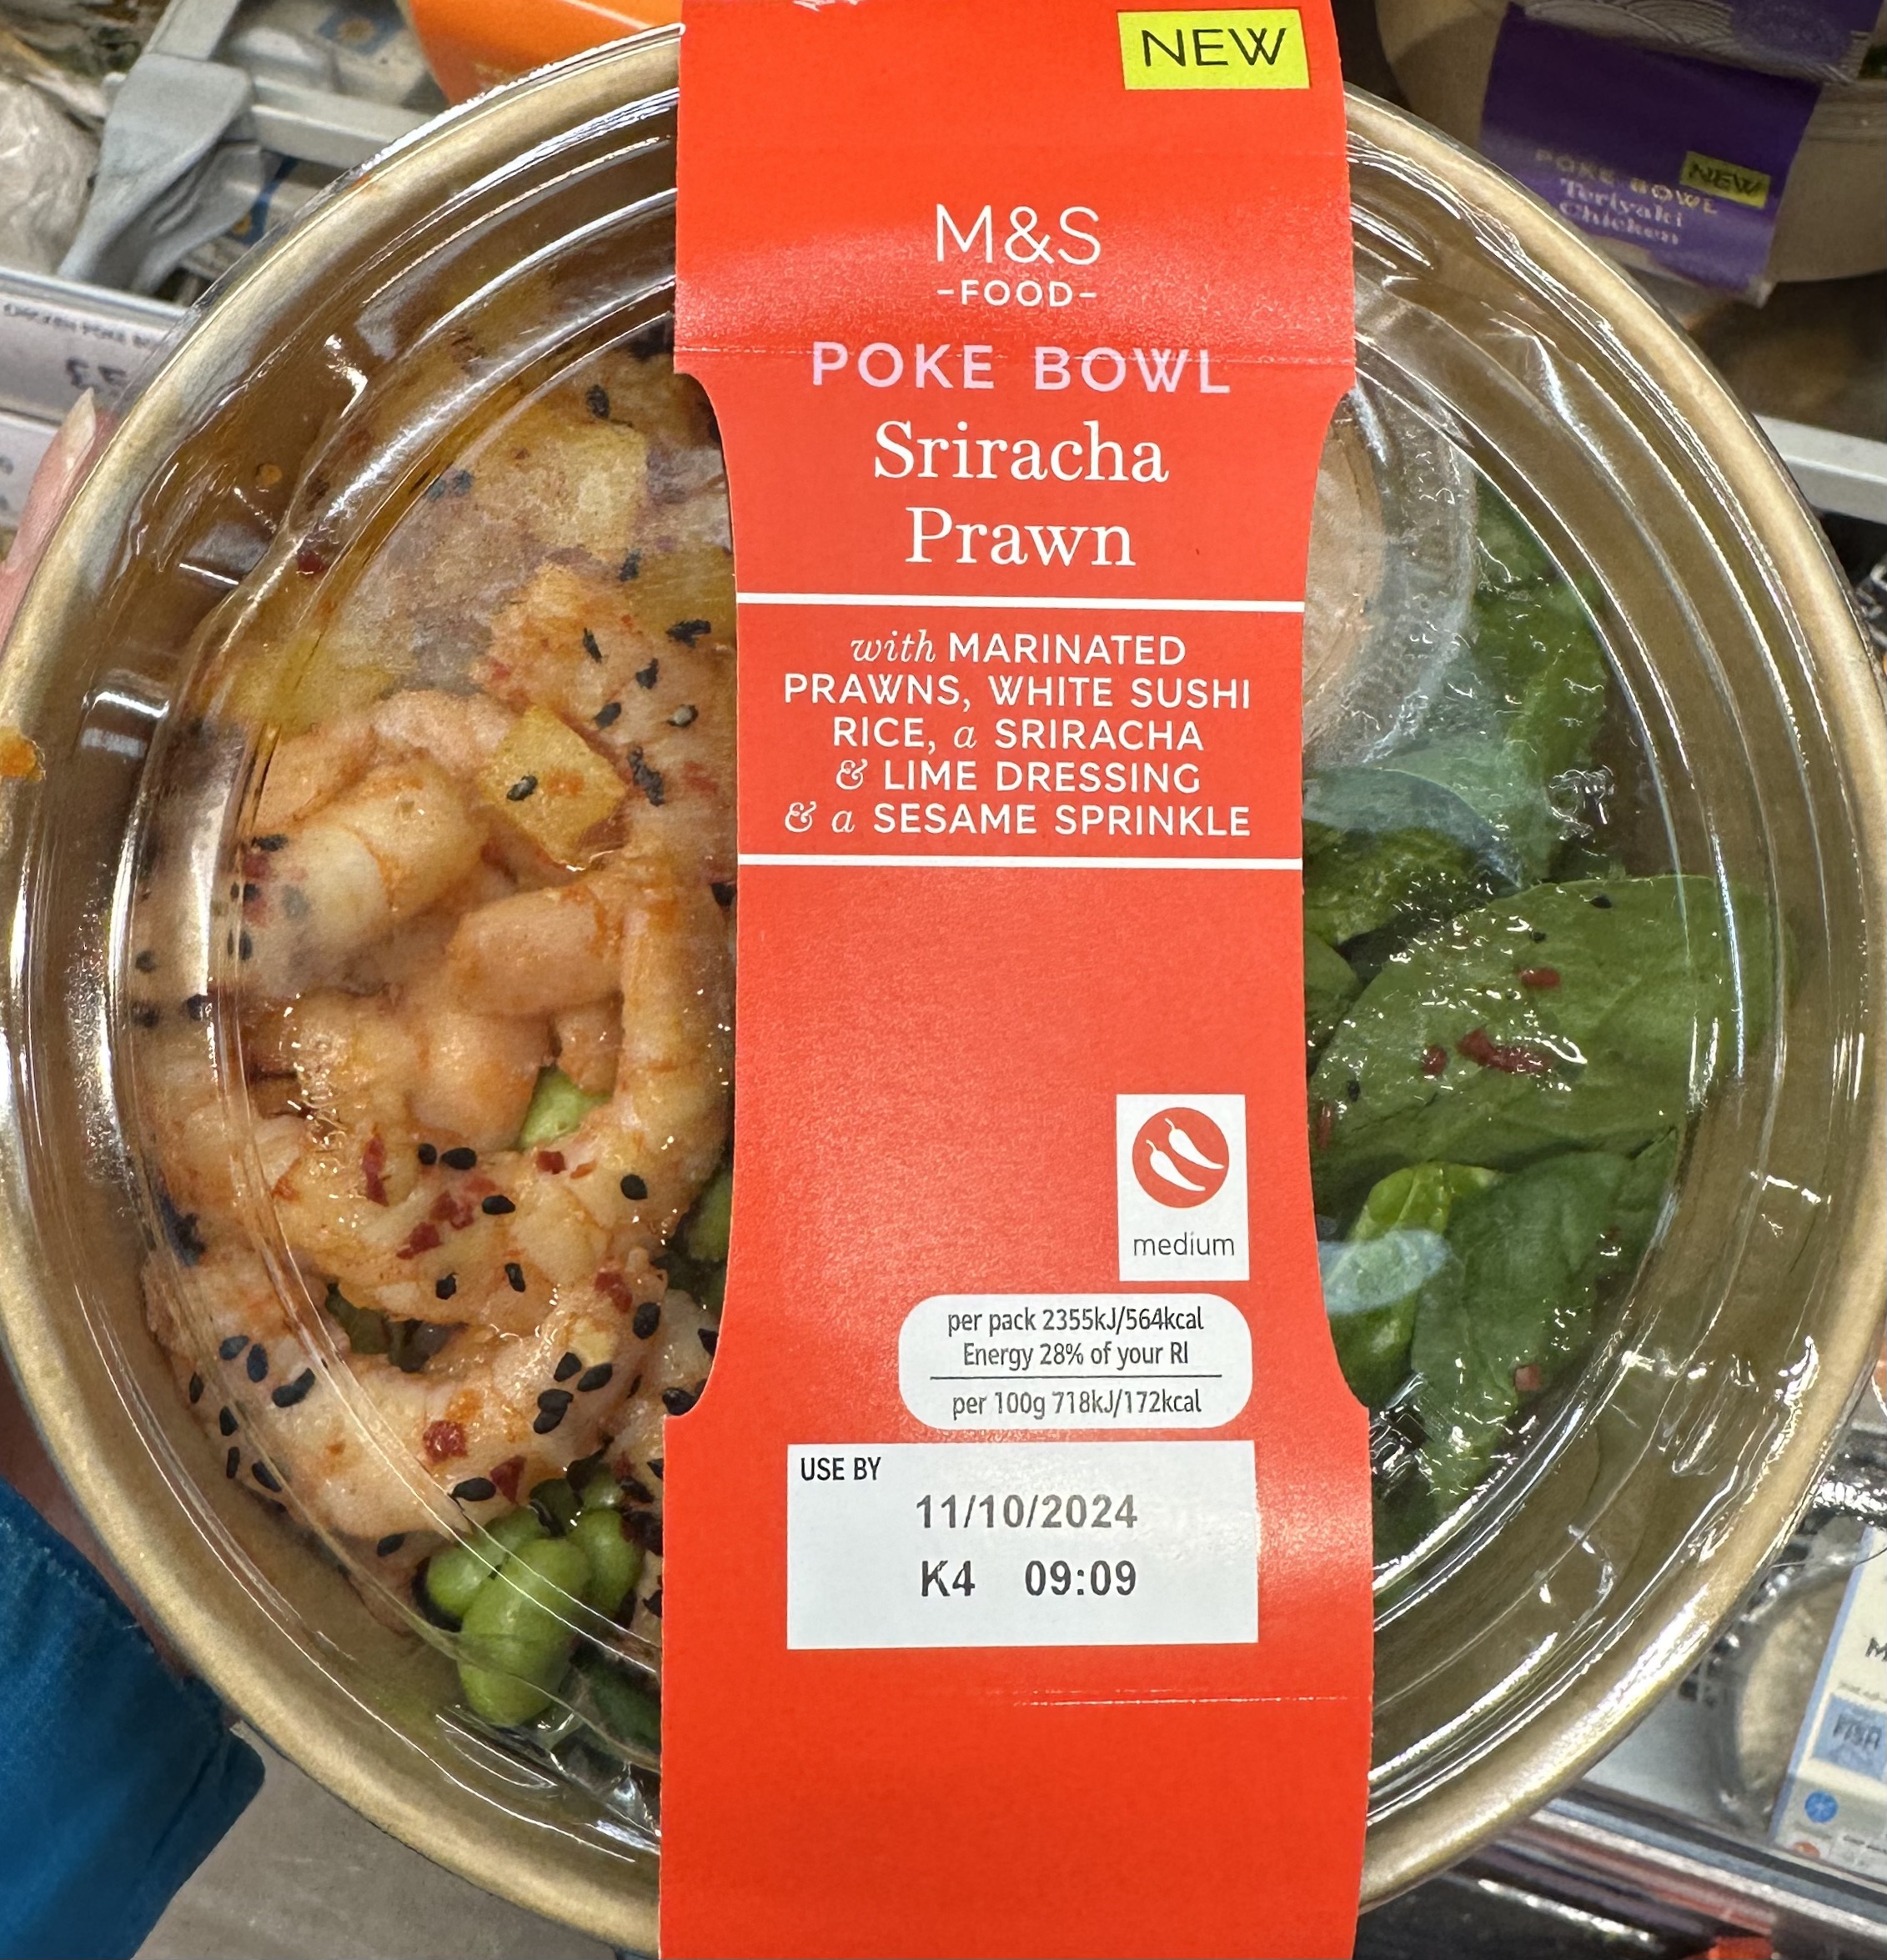 NEW
M&S
-FOOD-
POKE BOWL
Sriracha
Prawn
with MARINATED
PRAWNS, WHITE SUSHI
RICE, a SRIRACHA
& LIME DRESSING
& a SESAME SPRINKLE
medium
per pack 2355kJ/564kcal
Energy 28% of your RI
per 100g 718kJ/172kcal
USE BY
11/10/2024
K4 09:09
POKE BOWL
NEW
Teriyaki
Chicken